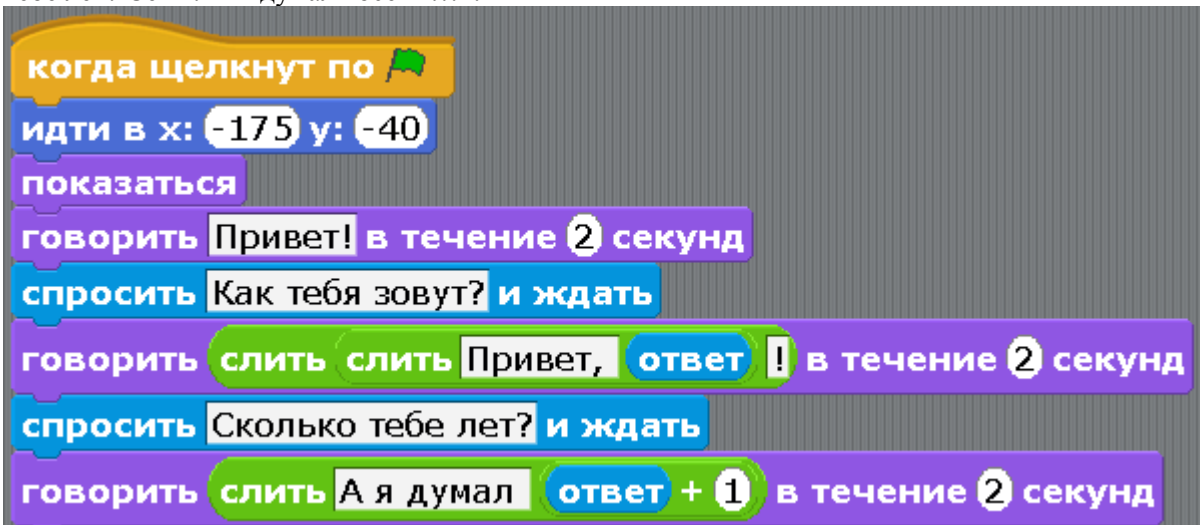 когда щелкнут по
идти в x: -175 y: -40
показаться
говорить Привет! в течение 2 секунд
спросить Как тебя зовут? и ждать
говорить слить слить Привет, ответ ! в течение 2 секунд
спросить Сколько тебе лет? и ждать
говорить слить А я думал ответ + 1 в течение 2 секунд